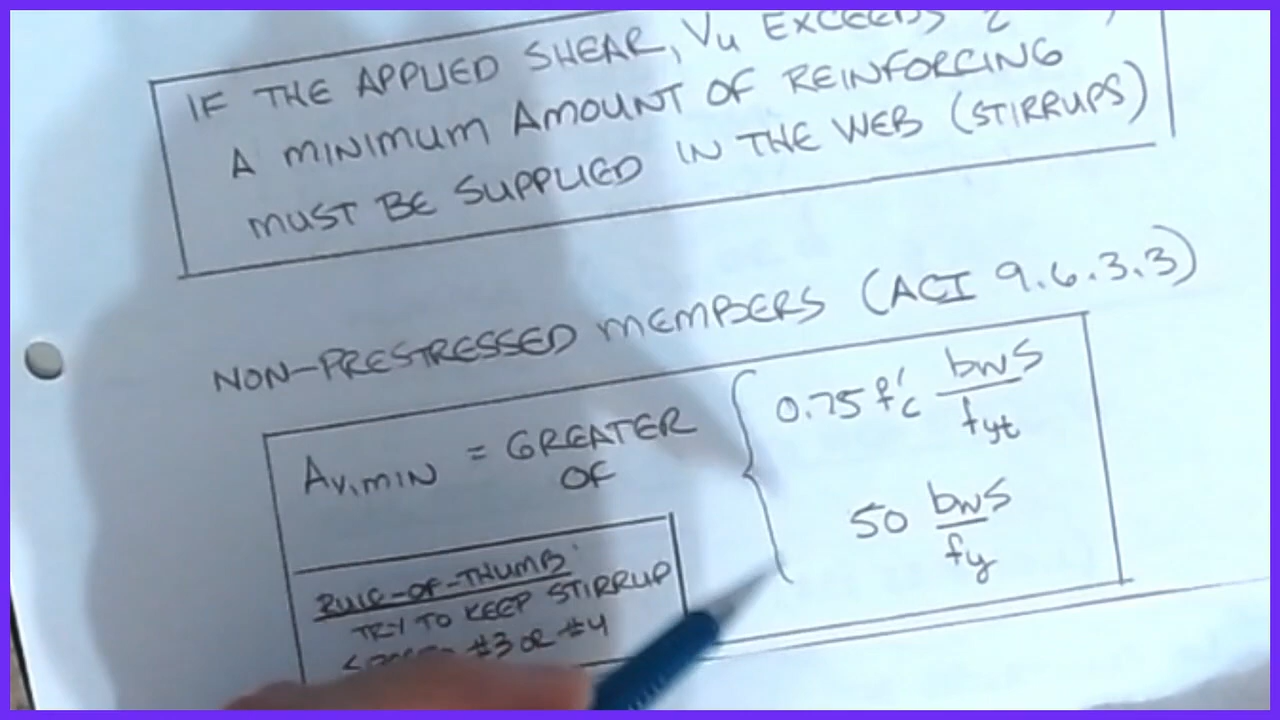 IF THE APPLIED SHEAR, Vu EXCEEDS
A MINIMUM AMOUNT OF REINFORCING
MUST BE SUPPLIED IN THE WEB (STIRRUPS)
NON-PRESTRESSED MEMBERS (ACI 9.6.3.3)
Av,MIN = GREATER OF
0.75 f'c bws/fyt
50 bws/fy
RULE-OF-THUMB:
TRY TO KEEP STIRRUP
#3 OR #4